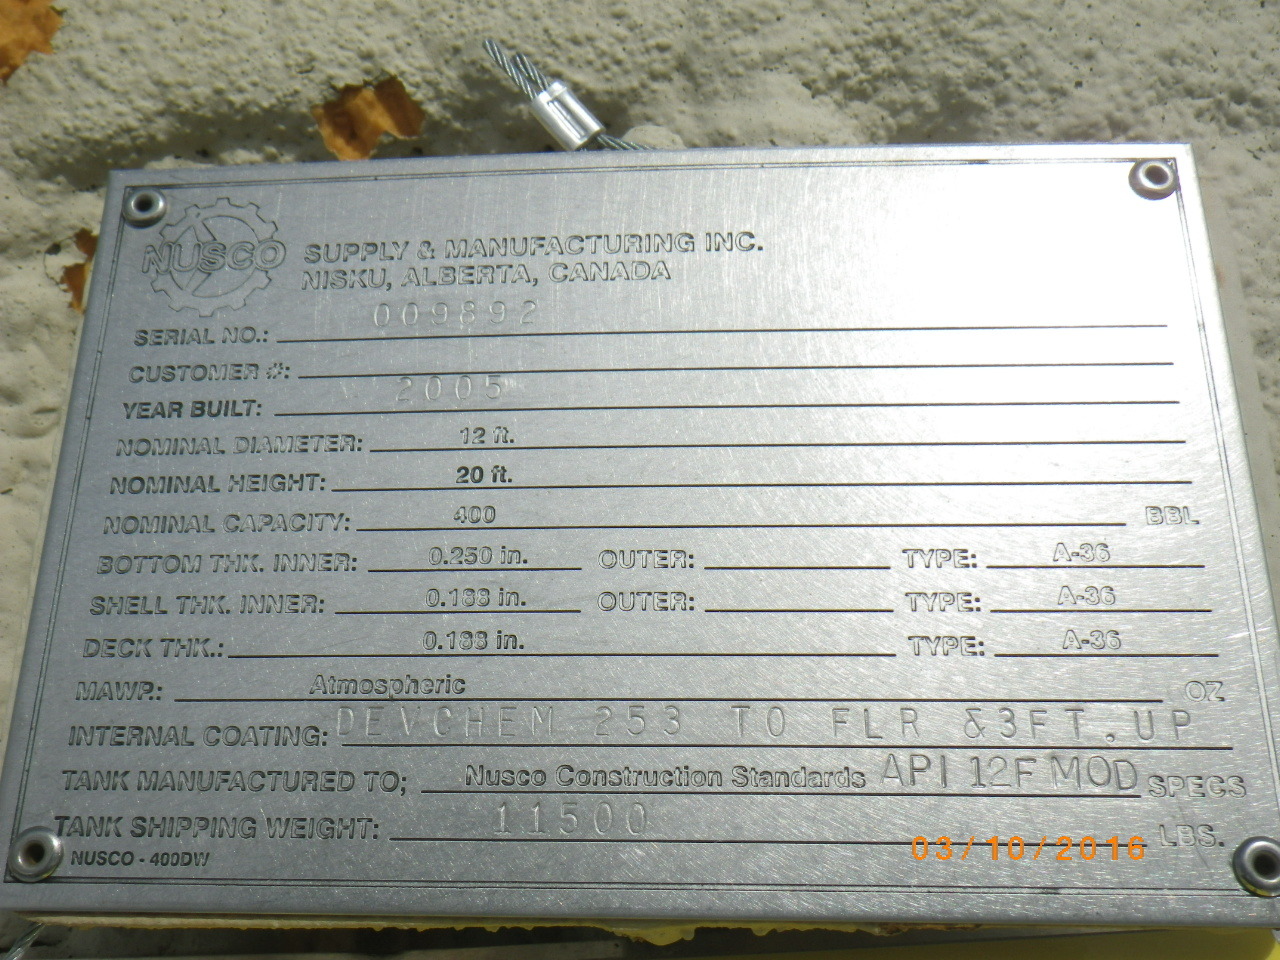 NUSCO SUPPLY & MANUFACTURING INC.
NISKU, ALBERTA, CANADA
SERIAL NO.: 009892
CUSTOMER #:
YEAR BUILT: 2005
NOMINAL DIAMETER: 12 ft.
NOMINAL HEIGHT: 20 ft.
NOMINAL CAPACITY: 400 BBL
BOTTOM THK. INNER: 0.250 in. OUTER: TYPE: A-36
SHELL THK. INNER: 0.188 in. OUTER: TYPE: A-36
DECK THK.: 0.188 in. TYPE: A-36
MAWP.: Atmospheric OZ
INTERNAL COATING: DEVCHEM 253 TO FLR &3FT.UP
TANK MANUFACTURED TO; Nusco Construction Standards API 12F MOD SPECS
TANK SHIPPING WEIGHT: 11500 LBS.
NUSCO - 400DW
03/10/2016